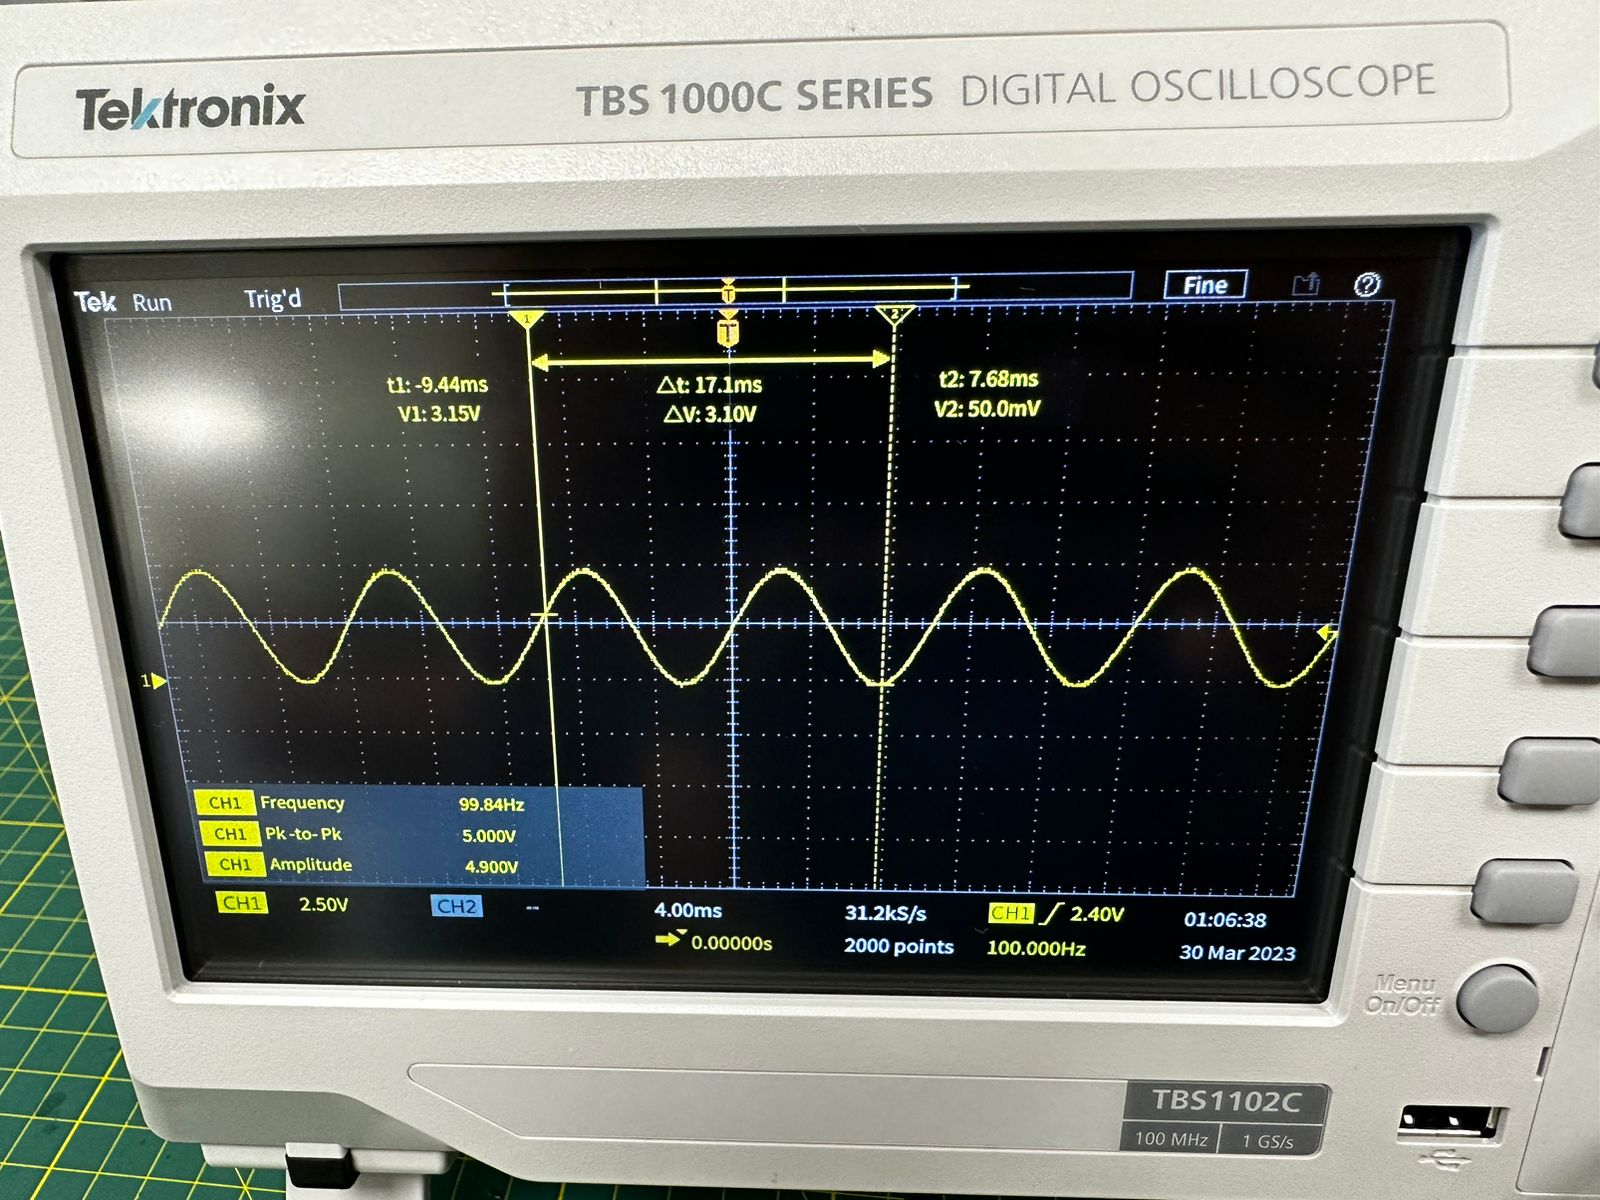 Tektronix TBS 1000C SERIES DIGITAL OSCILLOSCOPE
Tek Run Trig'd Fine ?
1 T 2
T
t1: -9.44ms △t: 17.1ms t2: 7.68ms
V1: 3.15V △V: 3.10V V2: 50.0mV
1
CH1 Frequency 99.84Hz
CH1 Pk-to-Pk 5.000V
CH1 Amplitude 4.900V
CH1 2.50V CH2 -- 4.00ms 31.2kS/s CH1 2.40V 01:06:38
0.00000s 2000 points 100.000Hz 30 Mar 2023
Menu
On/Off
TBS1102C
100 MHz 1 GS/s